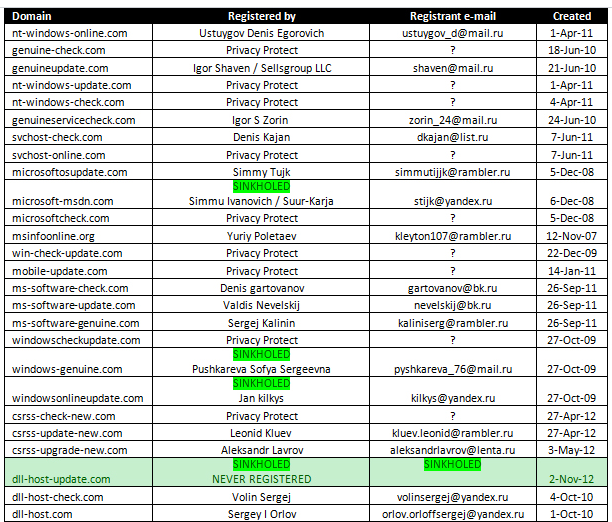 Domain Registered by Registrant e-mail Created
nt-windows-online.com Ustuygov Denis Egorovich ustuygov_d@mail.ru 1-Apr-11
genuine-check.com Privacy Protect ? 18-Jun-10
genuineupdate.com Igor Shaven / Sellsgroup LLC shaven@mail.ru 21-Jun-10
nt-windows-update.com Privacy Protect ? 1-Apr-11
nt-windows-check.com Privacy Protect ? 4-Apr-11
genuineservicecheck.com Igor S Zorin zorin_24@mail.ru 24-Jun-10
svchost-check.com Denis Kajan dkajan@list.ru 7-Jun-11
svchost-online.com Privacy Protect ? 7-Jun-11
microsoftosupdate.com Simmy Tujk simmutijjk@rambler.ru 5-Dec-08
SINKHOLED
microsoft-msdn.com Simmu Ivanovich / Suur-Karja stijk@yandex.ru 6-Dec-08
microsoftcheck.com Privacy Protect ? 5-Dec-08
msinfoonline.org Yuriy Poletaev kleyton107@rambler.ru 12-Nov-07
win-check-update.com Privacy Protect ? 22-Dec-09
mobile-update.com Privacy Protect ? 14-Jan-11
ms-software-check.com Denis gartovanov gartovanov@bk.ru 26-Sep-11
ms-software-update.com Valdis Nevelskij nevelskij@bk.ru 26-Sep-11
ms-software-genuine.com Sergej Kalinin kaliniserg@rambler.ru 26-Sep-11
windowscheckupdate.com Privacy Protect ? 27-Oct-09
SINKHOLED
windows-genuine.com Pushkareva Sofya Sergeevna pyshkareva_76@mail.ru 27-Oct-09
SINKHOLED
windowsonlineupdate.com Jan kilkys kilkys@yandex.ru 27-Oct-09
csrss-check-new.com Privacy Protect ? 27-Apr-12
csrss-update-new.com Leonid Kluev kluev.leonid@rambler.ru 27-Apr-12
csrss-upgrade-new.com Aleksandr Lavrov aleksandrlavrov@lenta.ru 3-May-12
SINKHOLED SINKHOLED
dll-host-update.com NEVER REGISTERED 2-Nov-12
dll-host-check.com Volin Sergej volinsergej@yandex.ru 4-Oct-10
dll-host.com Sergey I Orlov orlov.orloffsergej@yandex.ru 1-Oct-10